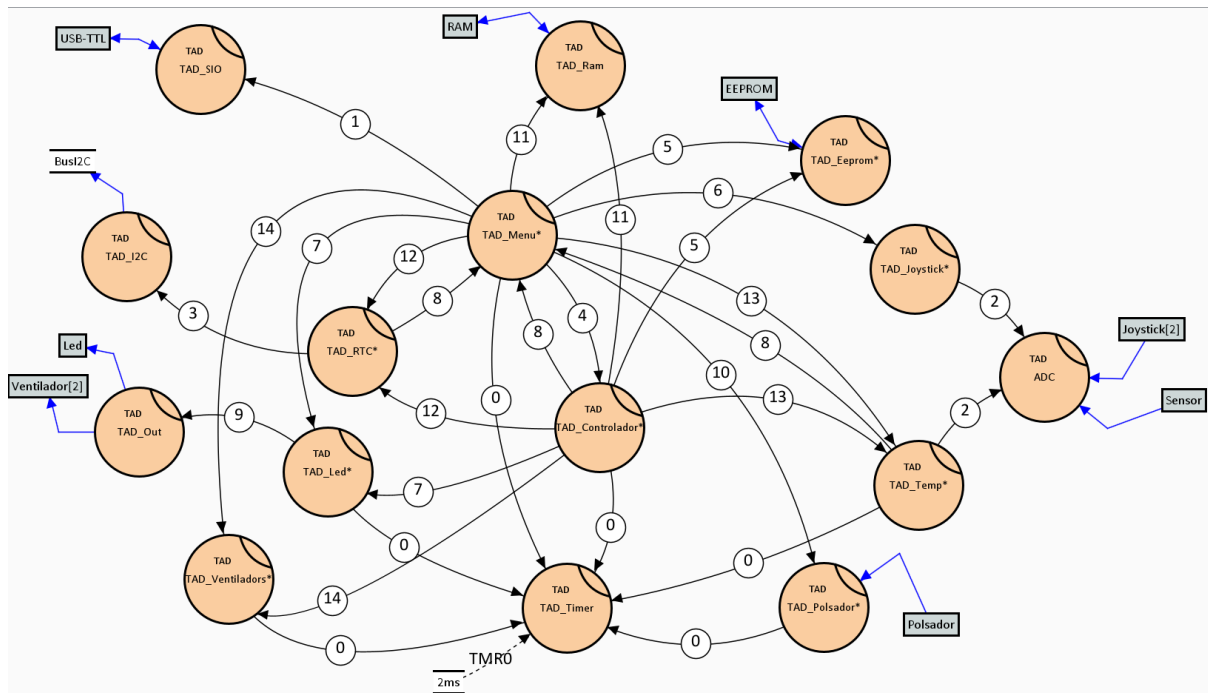 USB-TTL
TAD
TAD_SIO
RAM
TAD
TAD_Ram
EEPROM
TAD
TAD_Eeprom*
1
11
5
BusI2C
TAD
TAD_I2C
14
7
12
8
TAD
TAD_Menu*
11
5
6
TAD
TAD_Joystick*
2
3
TAD
TAD_RTC*
8
4
13
8
Joystick[2]
TAD
ADC
Sensor
Led
Ventilador[2]
TAD
TAD_Out
9
0
12
TAD
TAD_Controlador*
10
13
2
TAD
TAD_Led*
7
TAD
TAD_Temp*
0
0
0
TAD
TAD_Ventiladors*
14
0
TAD
TAD_Timer
0
TAD
TAD_Polsador*
Polsador
TMR0
2ms